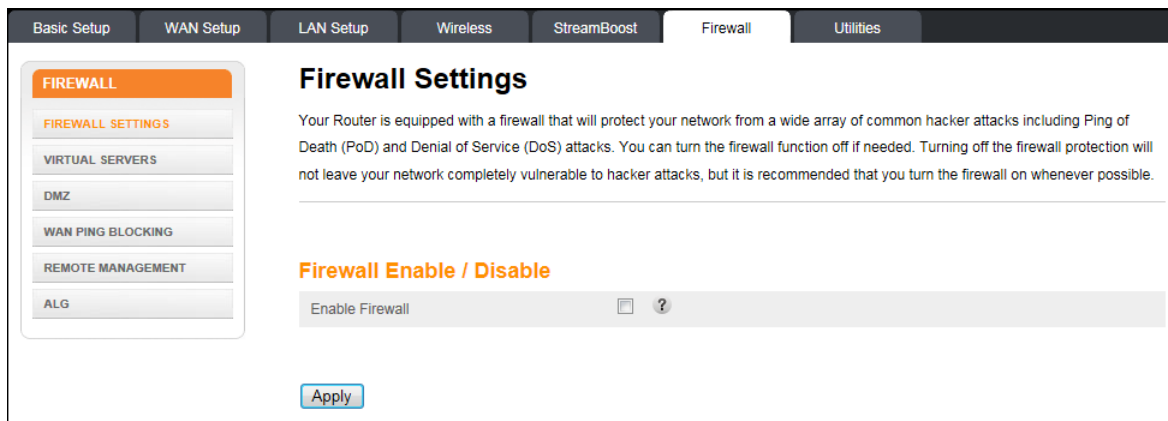 Basic Setup WAN Setup LAN Setup Wireless StreamBoost Firewall Utilities
FIREWALL
FIREWALL SETTINGS
VIRTUAL SERVERS
DMZ
WAN PING BLOCKING
REMOTE MANAGEMENT
ALG
Firewall Settings
Your Router is equipped with a firewall that will protect your network from a wide array of common hacker attacks including Ping of
Death (PoD) and Denial of Service (DoS) attacks. You can turn the firewall function off if needed. Turning off the firewall protection will
not leave your network completely vulnerable to hacker attacks, but it is recommended that you turn the firewall on whenever possible.
Firewall Enable / Disable
Enable Firewall ?
Apply